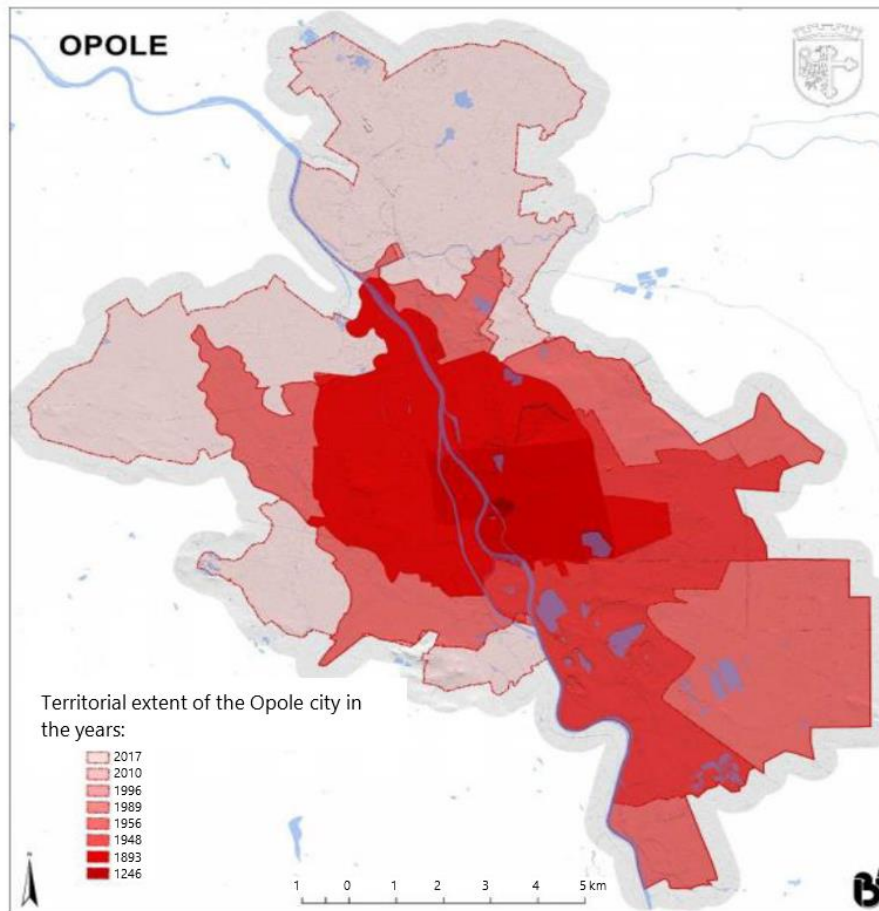 OPOLE
Territorial extent of the Opole city in
the years:
2017
2010
1996
1989
1956
1948
1893
1246
N
1 0 1 2 3 4 5 km